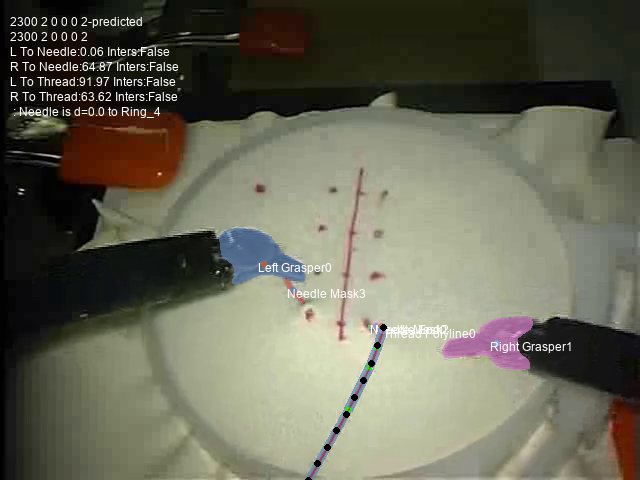 2300 2 0 0 0 2-predicted
2300 2 0 0 0 2
L To Needle:0.06 Inters:False
R To Needle:64.87 Inters:False
L To Thread:91.97 Inters:False
R To Thread:63.62 Inters:False
: Needle is d=0.0 to Ring_4
Left Grasper0
Needle Mask3
Thread Polyline0
Right Grasper1